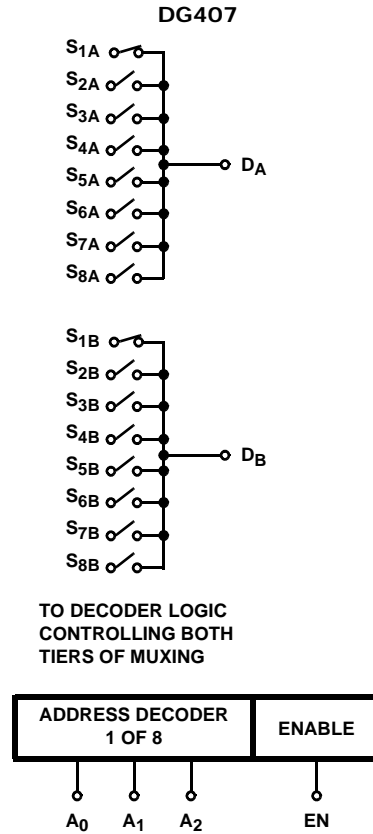 DG407
S1A
S2A
S3A
S4A
DA
S5A
S6A
S7A
S8A
S1B
S2B
S3B
S4B
DB
S5B
S6B
S7B
S8B
TO DECODER LOGIC
CONTROLLING BOTH
TIERS OF MUXING
ADDRESS DECODER
1 OF 8
ENABLE
A0 A1 A2 EN